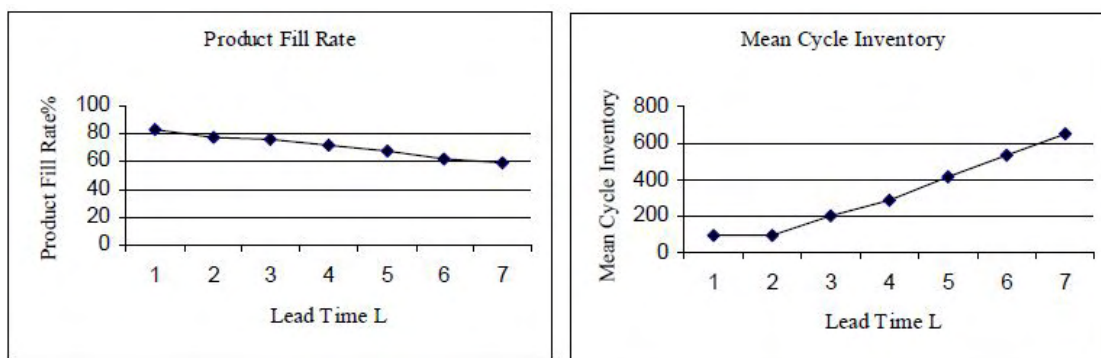 Product Fill Rate
Product Fill Rate%
100
80
60
40
20
0
1 2 3 4 5 6 7
Lead Time L
Mean Cycle Inventory
Mean Cycle Inventory
800
600
400
200
0
1 2 3 4 5 6 7
Lead Time L